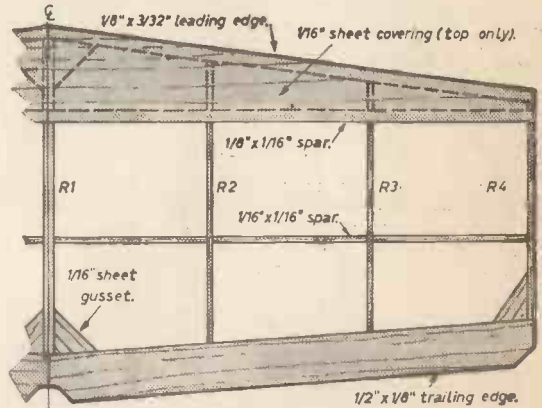 ℄
1/8" x 3/32" leading edge.
1/16" sheet covering (top only).
1/8" x 1/16" spar.
R1
R2
R3
R4
1/16" x 1/16" spar.
1/16" sheet
gusset.
1/2" x 1/8" trailing edge.